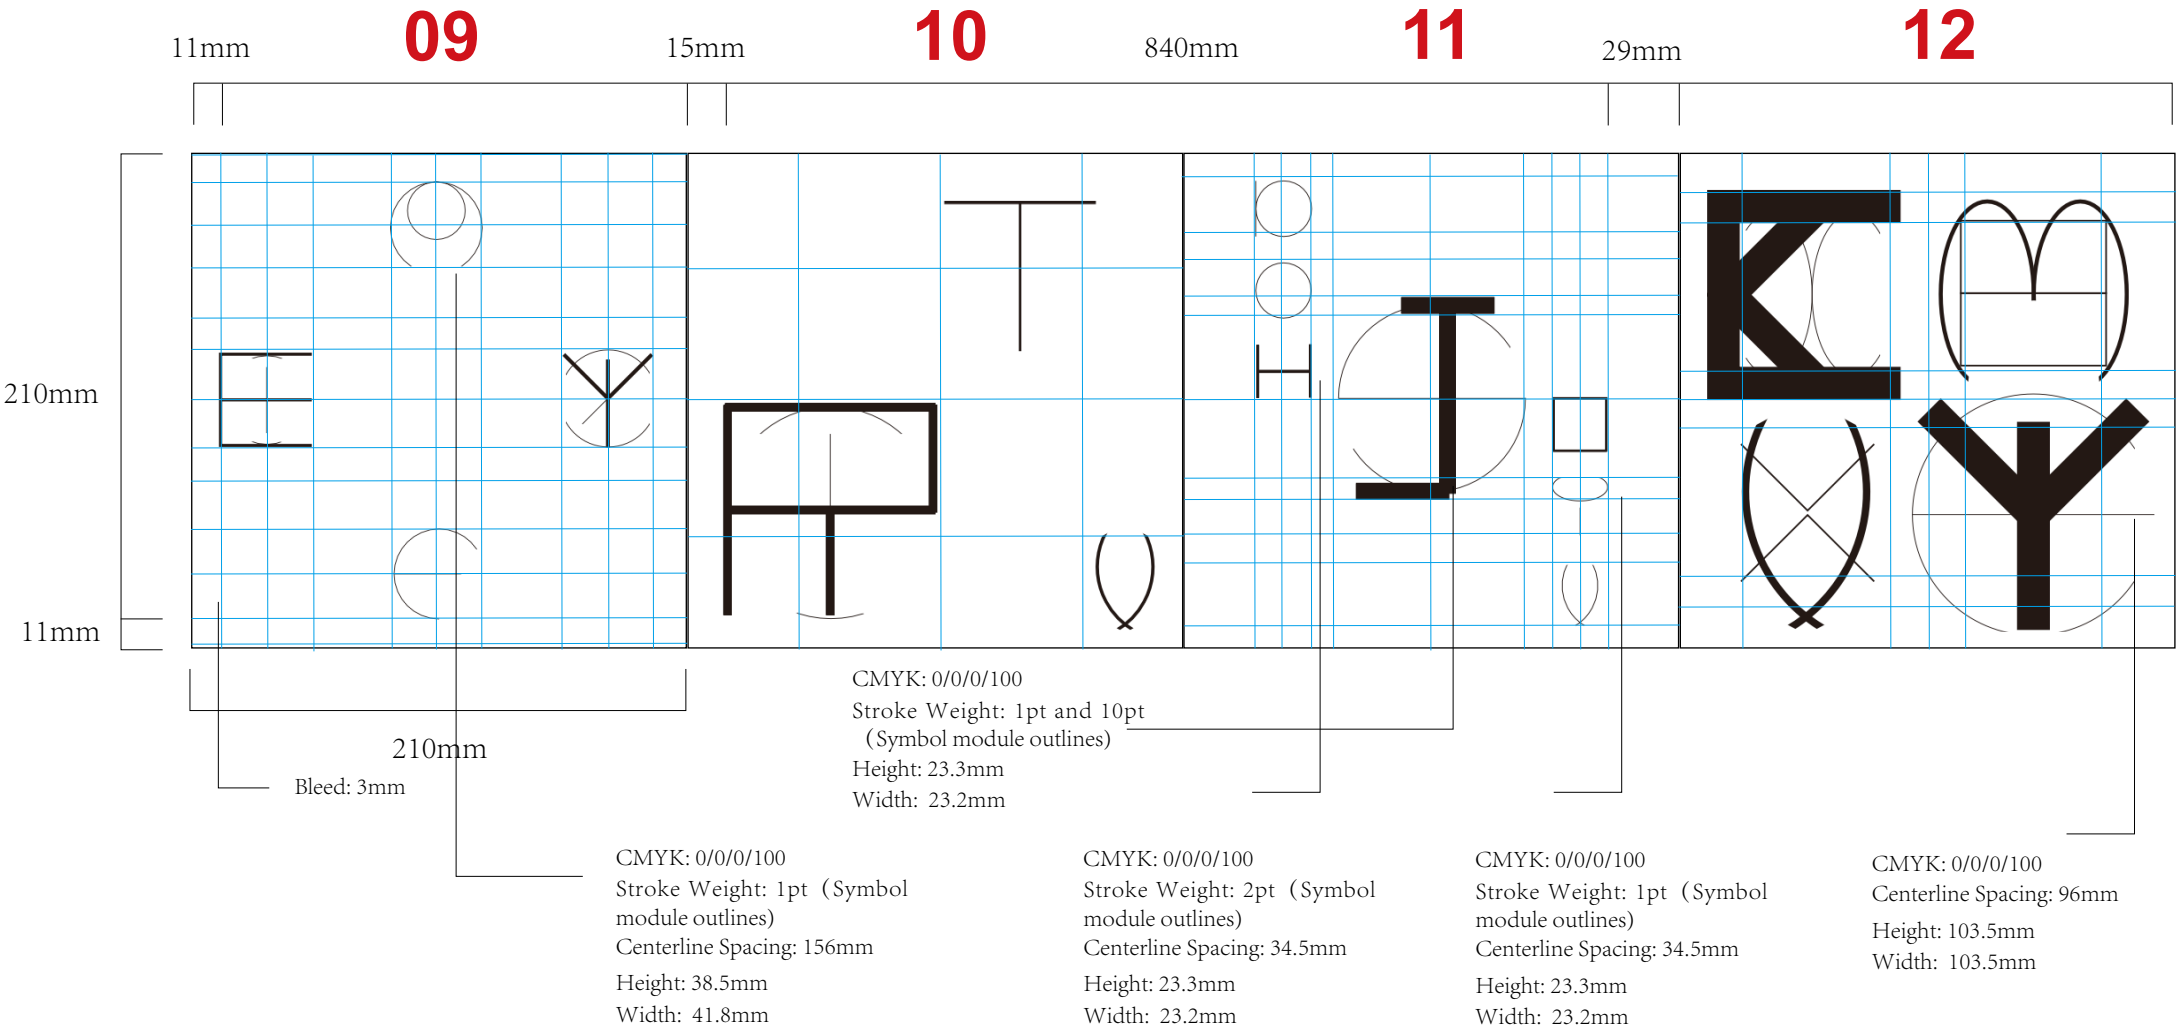 11mm 09 15mm 10 840mm 11 29mm 12
210mm
11mm
210mm
Bleed: 3mm
CMYK: 0/0/0/100
Stroke Weight: 1pt and 10pt
（Symbol module outlines)
Height: 23.3mm
Width: 23.2mm
CMYK: 0/0/0/100
Stroke Weight: 1pt（Symbol
module outlines)
Centerline Spacing: 156mm
Height: 38.5mm
Width: 41.8mm
CMYK: 0/0/0/100
Stroke Weight: 2pt（Symbol
module outlines)
Centerline Spacing: 34.5mm
Height: 23.3mm
Width: 23.2mm
CMYK: 0/0/0/100
Stroke Weight: 1pt（Symbol
module outlines)
Centerline Spacing: 34.5mm
Height: 23.3mm
Width: 23.2mm
CMYK: 0/0/0/100
Centerline Spacing: 96mm
Height: 103.5mm
Width: 103.5mm